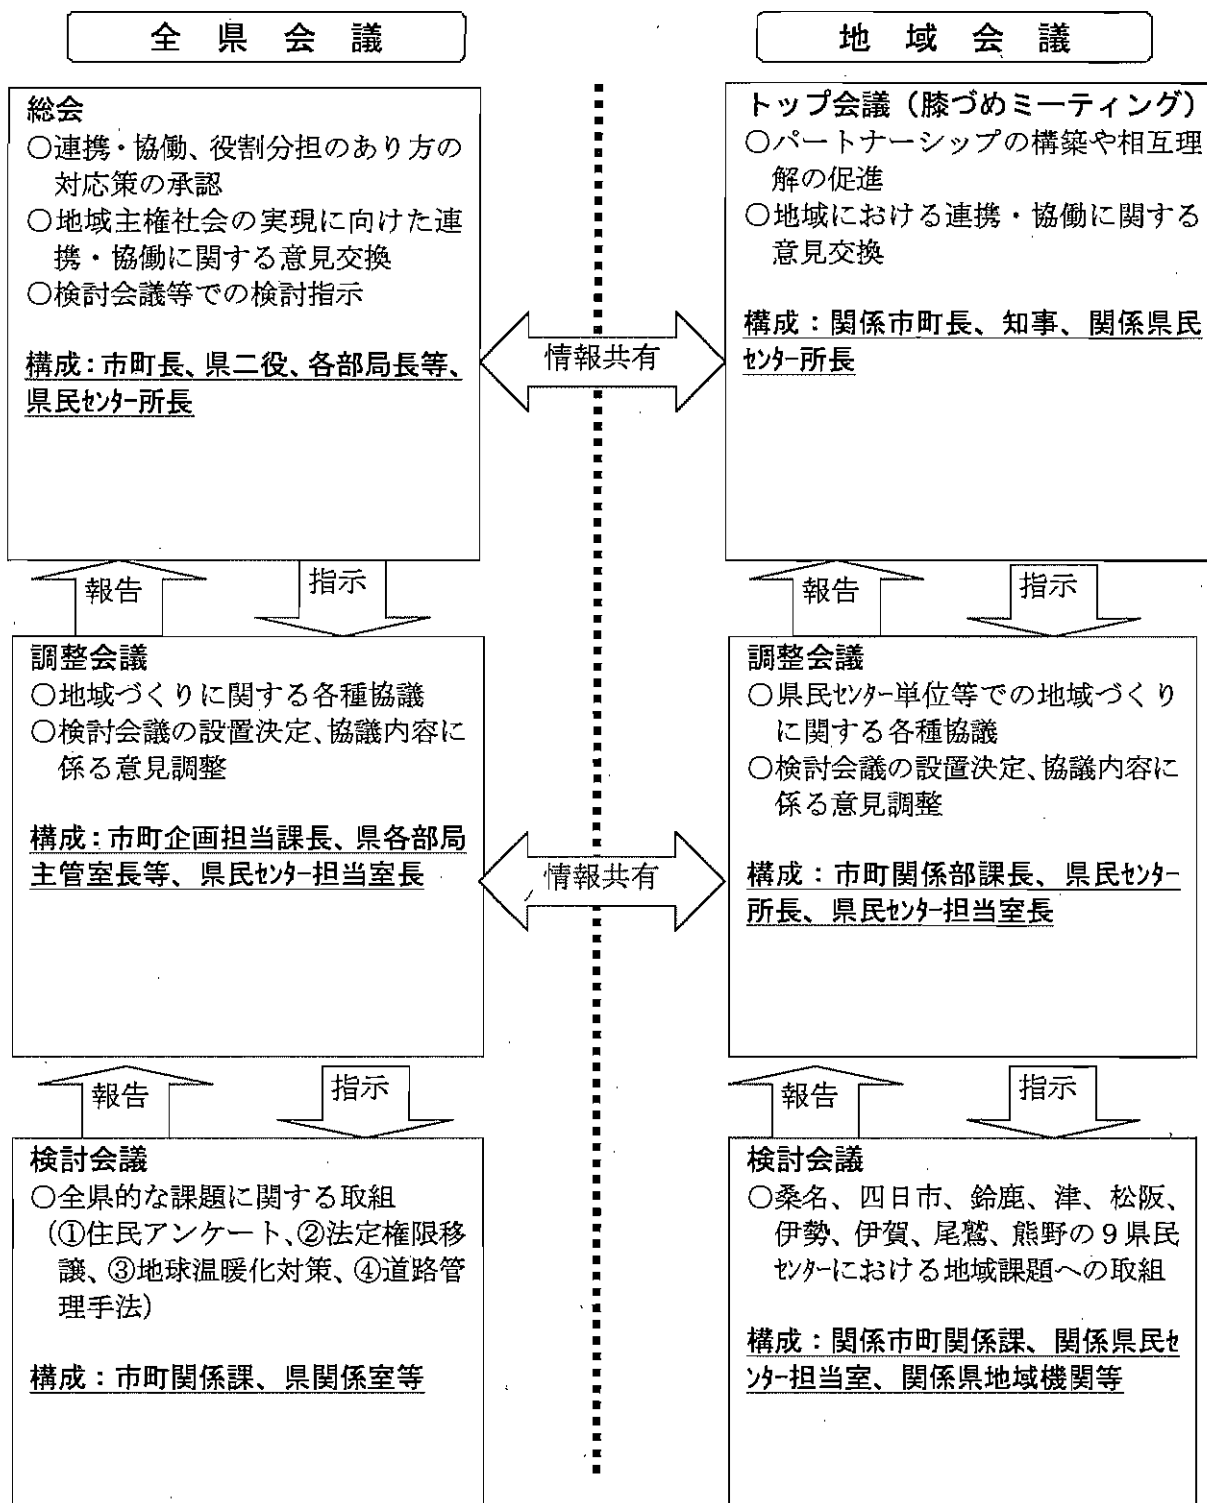 全県会議
総会
○連携・協働、役割分担のあり方の
対応策の承認
○地域主権社会の実現に向けた連
携・協働に関する意見交換
○検討会議等での検討指示
構成：市町長、県二役、各部局長等、
県民ｾﾝﾀｰ所長
報告
指示
調整会議
○地域づくりに関する各種協議
○検討会議の設置決定、協議内容に
係る意見調整
構成：市町企画担当課長、県各部局
主管室長等、県民ｾﾝﾀｰ担当室長
報告
指示
検討会議
○全県的な課題に関する取組
（①住民アンケート、②法定権限移
譲、③地球温暖化対策、④道路管
理手法）
構成：市町関係課、県関係室等
情報共有
情報共有
地域会議
トップ会議（膝づめミーティング）
○パートナーシップの構築や相互理
解の促進
○地域における連携・協働に関する
意見交換
構成：関係市町長、知事、関係県民
ｾﾝﾀｰ所長
報告
指示
調整会議
○県民ｾﾝﾀｰ単位等での地域づくり
に関する各種協議
○検討会議の設置決定、協議内容に
係る意見調整
構成：市町関係部課長、県民ｾﾝﾀｰ
所長、県民ｾﾝﾀｰ担当室長
報告
指示
検討会議
○桑名、四日市、鈴鹿、津、松阪、
伊勢、伊賀、尾鷲、熊野の９県民
ｾﾝﾀｰにおける地域課題への取組
構成：関係市町関係課、関係県民ｾ
ﾝﾀｰ担当室、関係県地域機関等